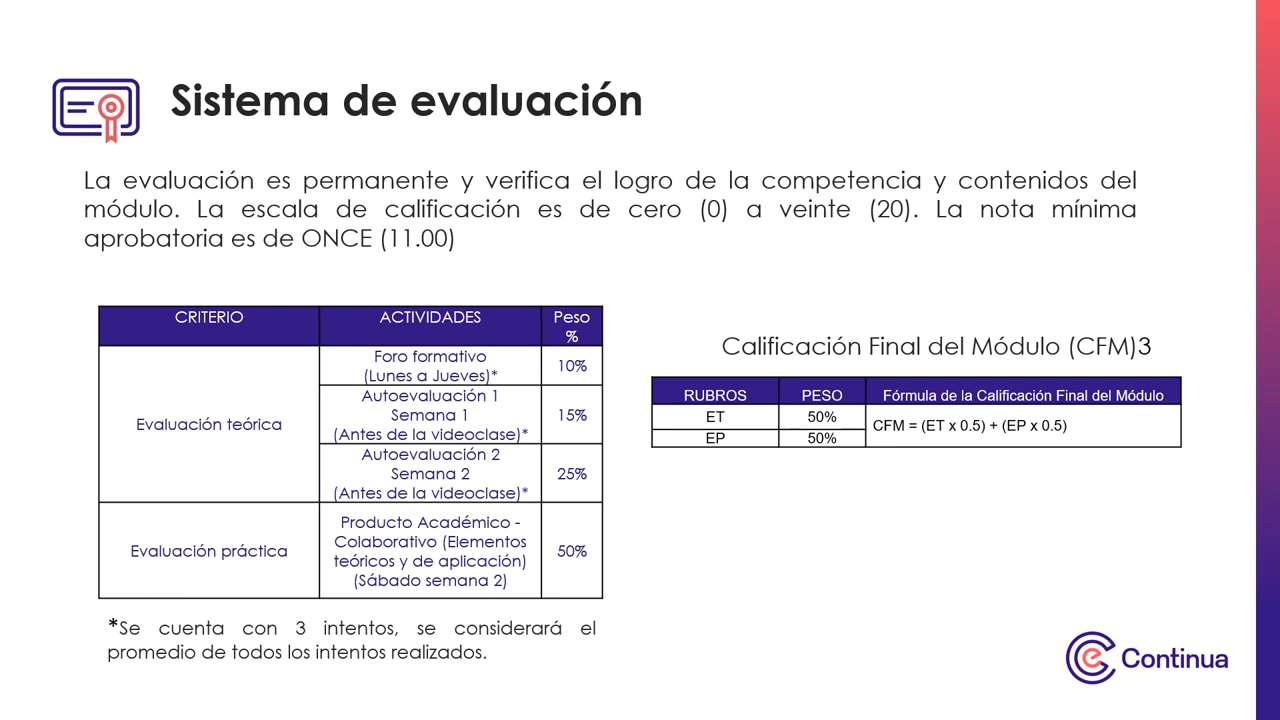 Sistema de evaluación
La evaluación es permanente y verifica el logro de la competencia y contenidos del
módulo. La escala de calificación es de cero (0) a veinte (20). La nota mínima
aprobatoria es de ONCE (11.00)
CRITERIO ACTIVIDADES Peso
%
Evaluación teórica
Foro formativo
(Lunes a Jueves)*
10%
Autoevaluación 1
Semana 1
(Antes de la videoclase)*
15%
Autoevaluación 2
Semana 2
(Antes de la videoclase)*
25%
Evaluación práctica
Producto Académico -
Colaborativo (Elementos
teóricos y de aplicación)
(Sábado semana 2)
50%
*Se cuenta con 3 intentos, se considerará el
promedio de todos los intentos realizados.
Calificación Final del Módulo (CFM)3
RUBROS PESO Fórmula de la Calificación Final del Módulo
ET 50% CFM = (ET x 0.5) + (EP x 0.5)
EP 50%
e Continua